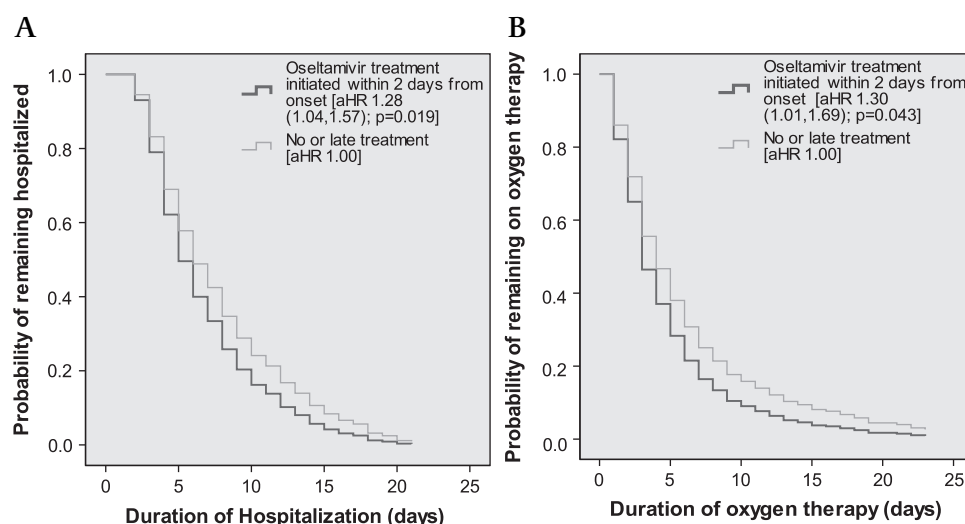 A
Probability of remaining hospitalized
1.0
0.8
0.6
0.4
0.2
0.0
Oseltamivir treatment
initiated within 2 days from
onset [aHR 1.28
(1.04,1.57); p=0.019]
No or late treatment
[aHR 1.00]
0 5 10 15 20 25
Duration of Hospitalization (days)
B
Probability of remaining on oxygen therapy
1.0
0.8
0.6
0.4
0.2
0.0
Oseltamivir treatment
initiated within 2 days from
onset [aHR 1.30
(1.01,1.69); p=0.043]
No or late treatment
[aHR 1.00]
0 5 10 15 20 25
Duration of oxygen therapy (days)